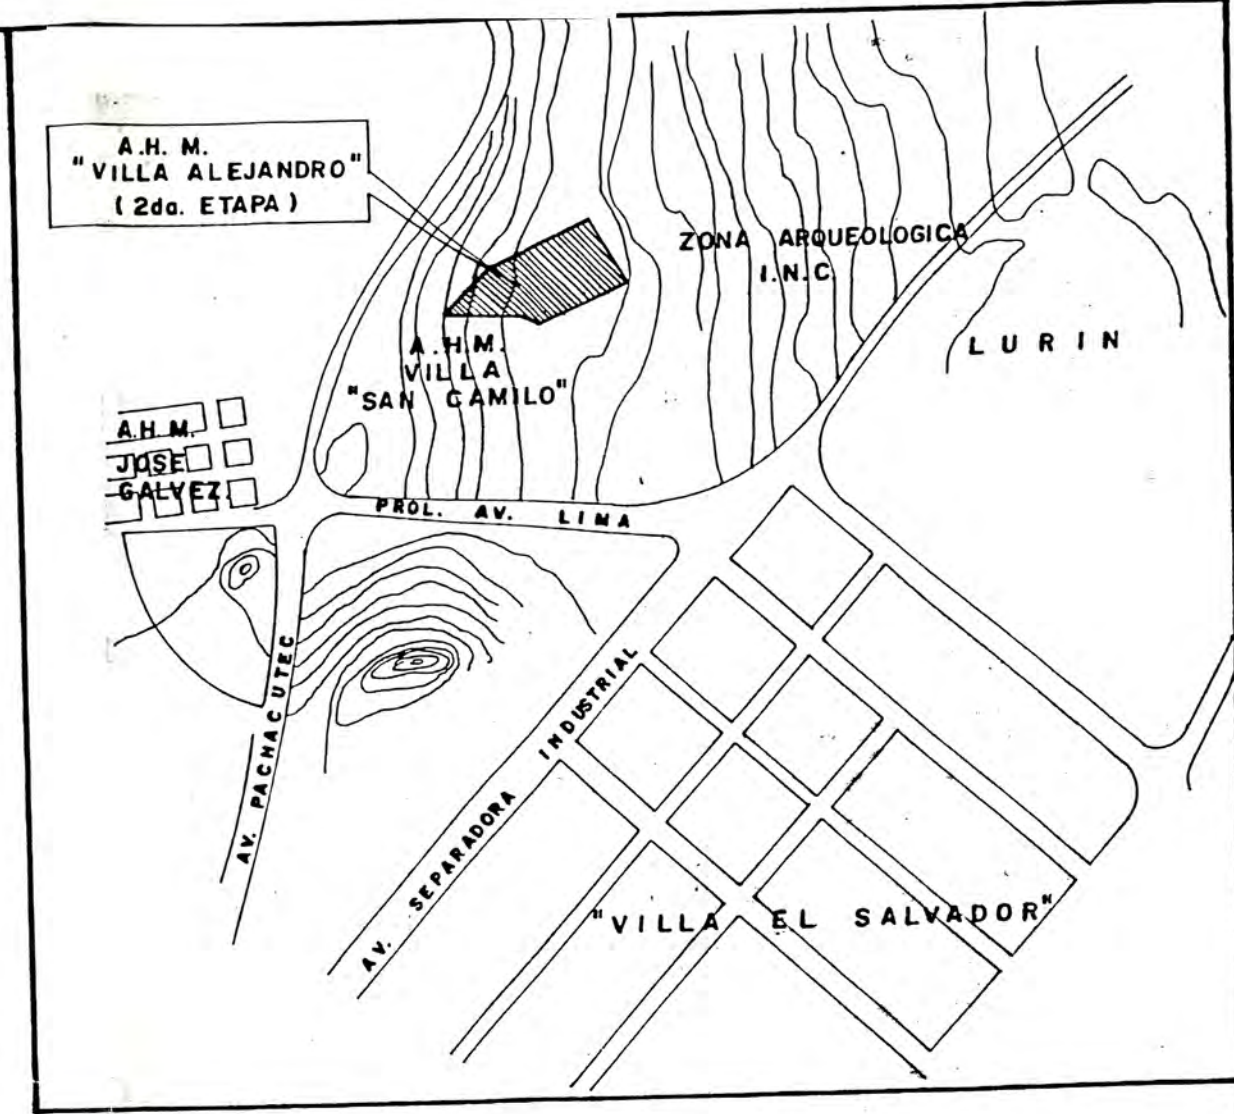 A.H. M.
"VILLA ALEJANDRO"
( 2da. ETAPA )
ZONA ARQUEOLOGICA
I.N.C.
LURIN
A.H.M.
VILLA
"SAN CAMILO"
A.H.M.
JOSE
GALVEZ.
PROL. AV. LIMA
AV. PACHACUTEC
AV. SEPARADORA INDUSTRIAL
"VILLA EL SALVADOR"